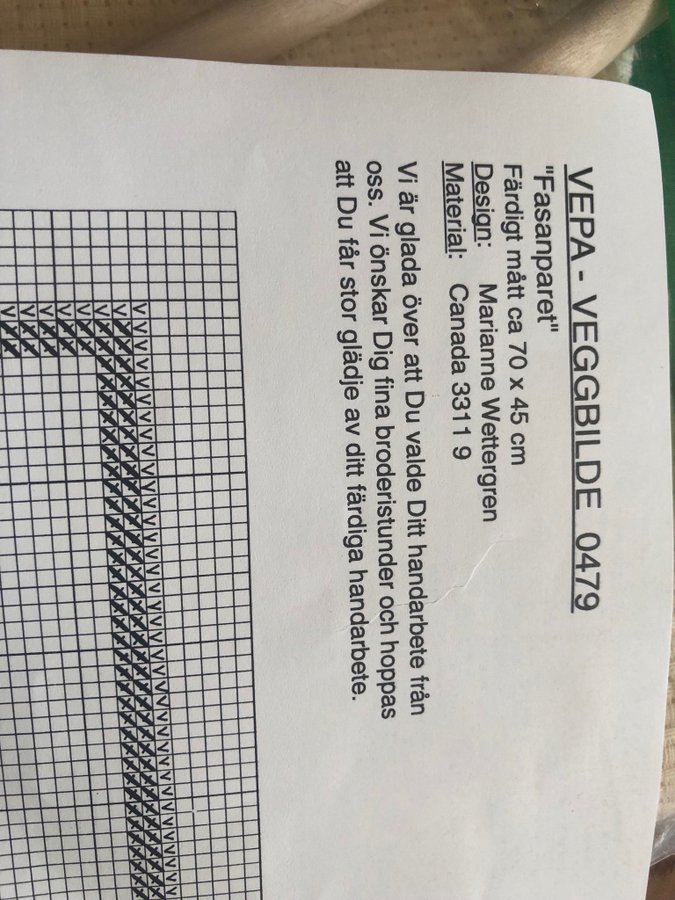 VEPA - VEGGBILDE 0479
"Fasanparet"
Färdigt mått ca 70 x 45 cm
Design: Marianne Wettergren
Material: Canada 3311 9
Vi är glada över att Du valde Ditt handarbete från
oss. Vi önskar Dig fina broderistunder och hoppas
att Du får stor glädje av ditt färdiga handarbete.